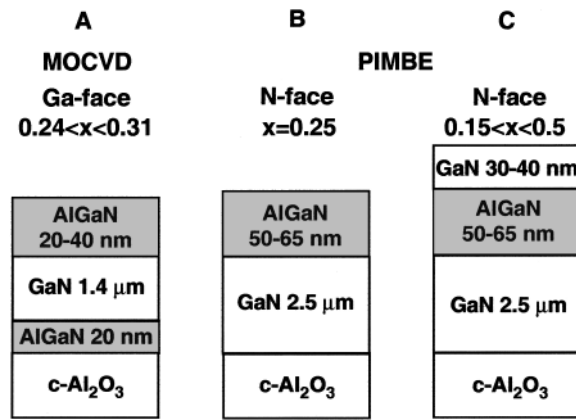 A
MOCVD
Ga-face
0.24<x<0.31
AlGaN
20-40 nm
GaN 1.4 μm
AlGaN 20 nm
c-Al₂O₃
B
C
PIMBE
N-face
x=0.25
AlGaN
50-65 nm
GaN 2.5 μm
c-Al₂O₃
N-face
0.15<x<0.5
GaN 30-40 nm
AlGaN
50-65 nm
GaN 2.5 μm
c-Al₂O₃